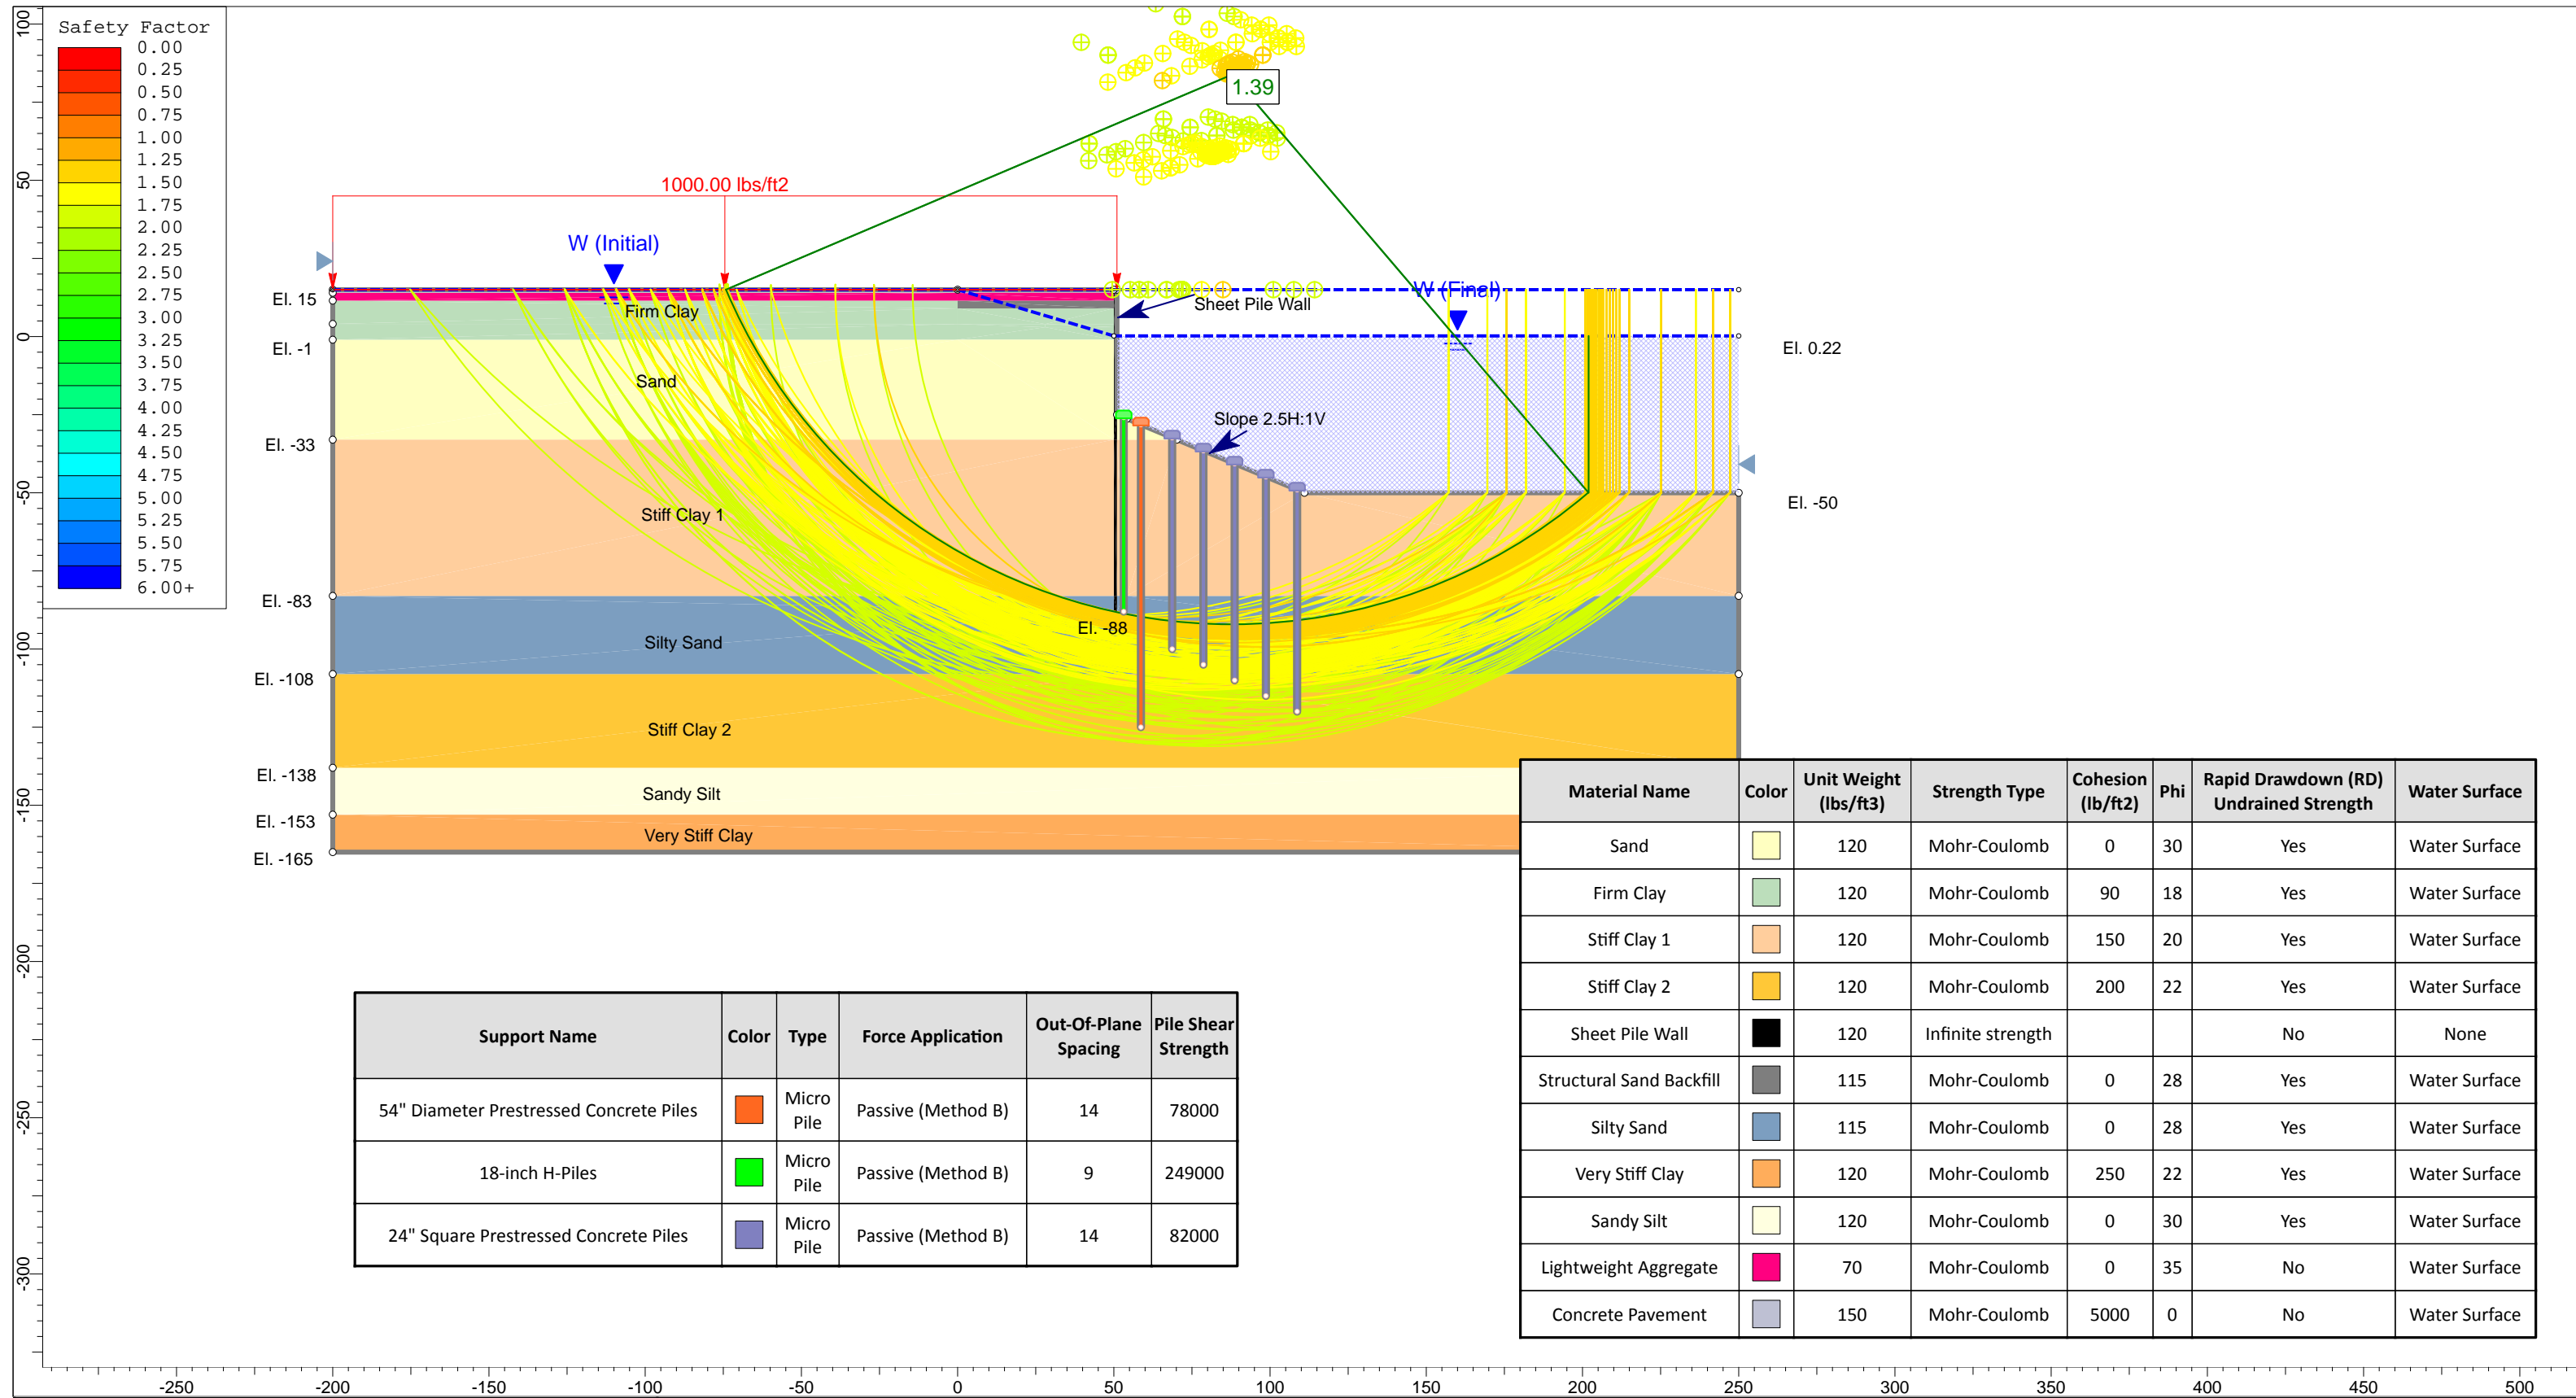 Safety Factor
0.00
0.25
0.50
0.75
1.00
1.25
1.50
1.75
2.00
2.25
2.50
2.75
3.00
3.25
3.50
3.75
4.00
4.25
4.50
4.75
5.00
5.25
5.50
5.75
6.00+
100
50
0
-50
-100
-150
-200
-250
-300
1.39
1000.00 lbs/ft2
W (Initial)
W (Final)
El. 15
Firm Clay
Sheet Pile Wall
El. -1
El. 0.22
Sand
Slope 2.5H:1V
El. -33
Stiff Clay 1
El. -50
El. -83
El. -88
Silty Sand
El. -108
Stiff Clay 2
El. -138
Sandy Silt
El. -153
Very Stiff Clay
El. -165
Material Name Color Unit Weight (lbs/ft3) Strength Type Cohesion (lb/ft2) Phi Rapid Drawdown (RD) Undrained Strength Water Surface
Sand 120 Mohr-Coulomb 0 30 Yes Water Surface
Firm Clay 120 Mohr-Coulomb 90 18 Yes Water Surface
Stiff Clay 1 120 Mohr-Coulomb 150 20 Yes Water Surface
Stiff Clay 2 120 Mohr-Coulomb 200 22 Yes Water Surface
Sheet Pile Wall 120 Infinite strength No None
Structural Sand Backfill 115 Mohr-Coulomb 0 28 Yes Water Surface
Silty Sand 115 Mohr-Coulomb 0 28 Yes Water Surface
Very Stiff Clay 120 Mohr-Coulomb 250 22 Yes Water Surface
Sandy Silt 120 Mohr-Coulomb 0 30 Yes Water Surface
Lightweight Aggregate 70 Mohr-Coulomb 0 35 No Water Surface
Concrete Pavement 150 Mohr-Coulomb 5000 0 No Water Surface
Support Name Color Type Force Application Out-Of-Plane Spacing Pile Shear Strength
54" Diameter Prestressed Concrete Piles Micro Pile Passive (Method B) 14 78000
18-inch H-Piles Micro Pile Passive (Method B) 9 249000
24" Square Prestressed Concrete Piles Micro Pile Passive (Method B) 14 82000
-250 -200 -150 -100 -50 0 50 100 150 200 250 300 350 400 450 500